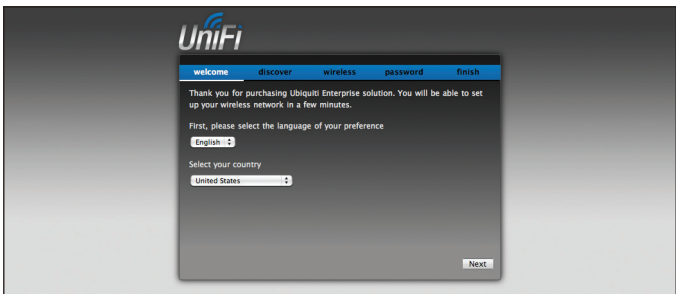 UniFi
welcome discover wireless password finish
Thank you for purchasing Ubiquiti Enterprise solution. You will be able to set
up your wireless network in a few minutes.
First, please select the language of your preference
English
Select your country
United States
Next